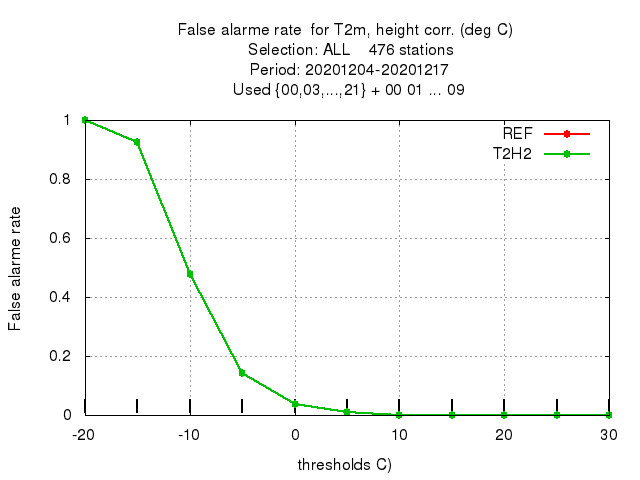 False alarme rate  for T2m, height corr. (deg C)
Selection: ALL    476 stations
Period: 20201204-20201217
Used {00,03,...,21} + 00 01 ... 09
REF
T2H2
False alarme rate
1
0.8
0.6
0.4
0.2
0
-20
-10
0
10
20
30
thresholds C)